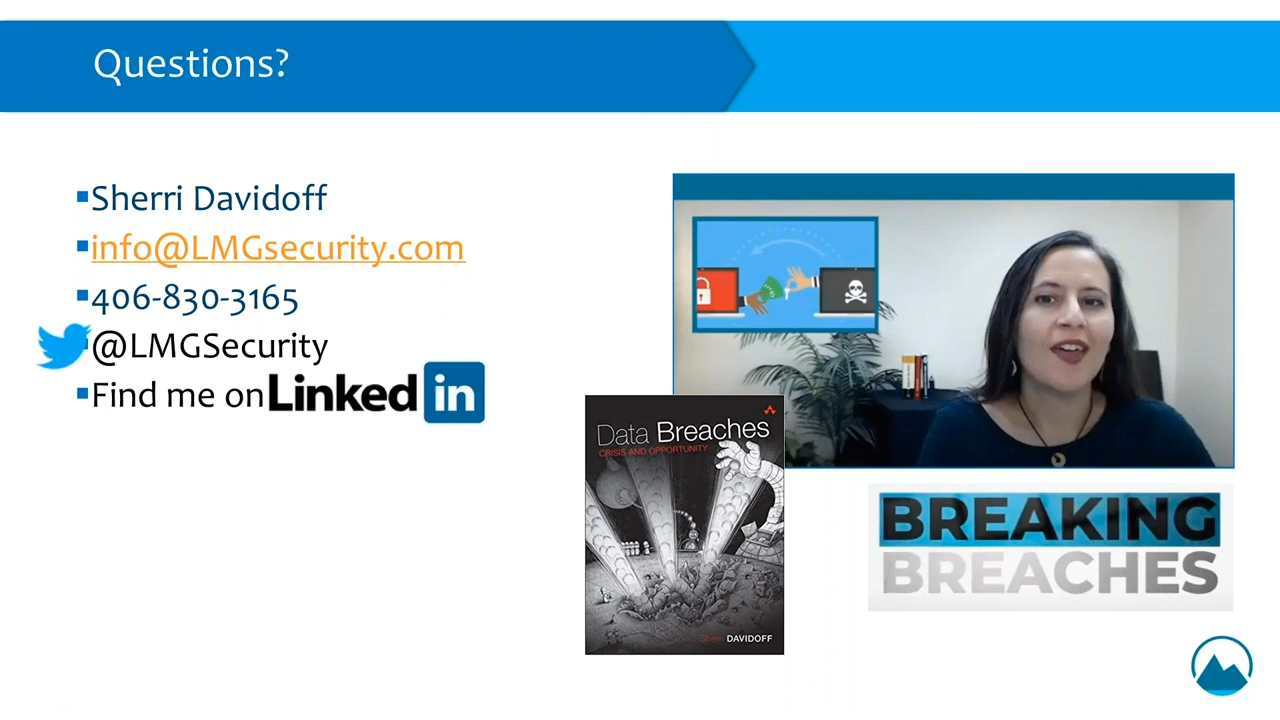 Questions?
Sherri Davidoff
info@LMGsecurity.com
406-830-3165
@LMGSecurity
Find me on Linked in
Data Breaches
CRISIS AND OPPORTUNITY
Sherri DAVIDOFF
BREAKING
BREACHES